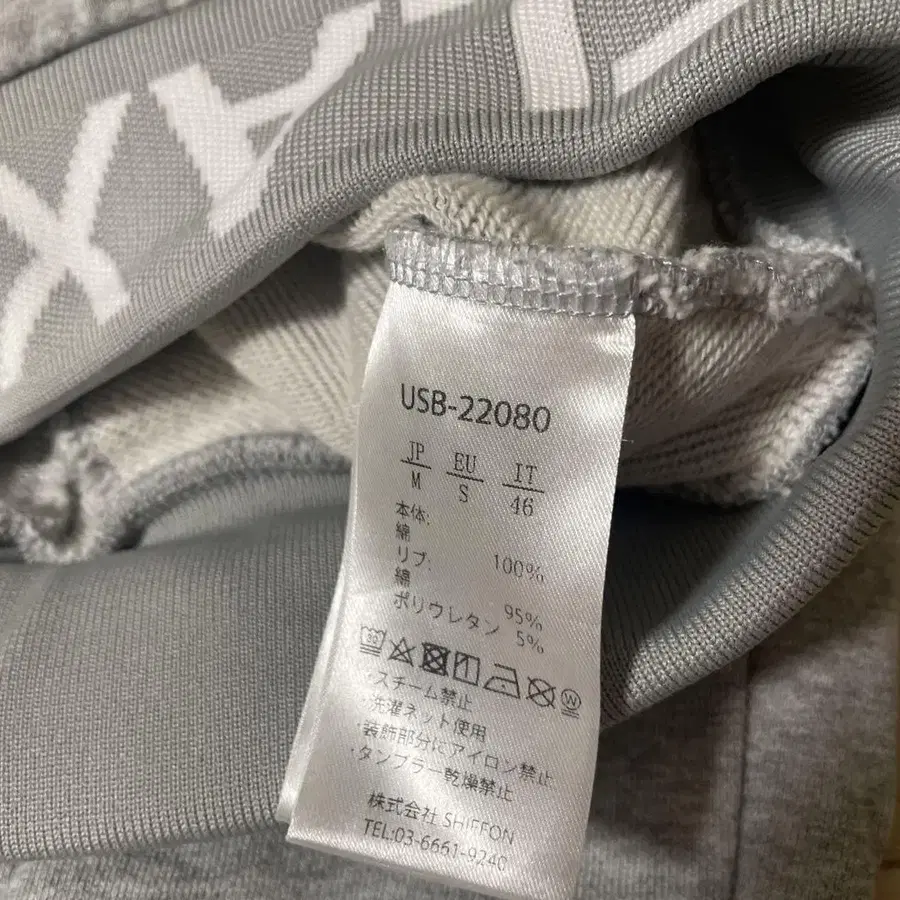 USB-22080
JP EU IT
M S 46
本体:
綿 100%
リブ:
綿 95%
ポリウレタン 5%
30 W
・スチーム禁止
・洗濯ネット使用
・装飾部分にアイロン禁止
・タンブラー乾燥禁止
株式会社 SHIFFON
TEL:03-6661-9240